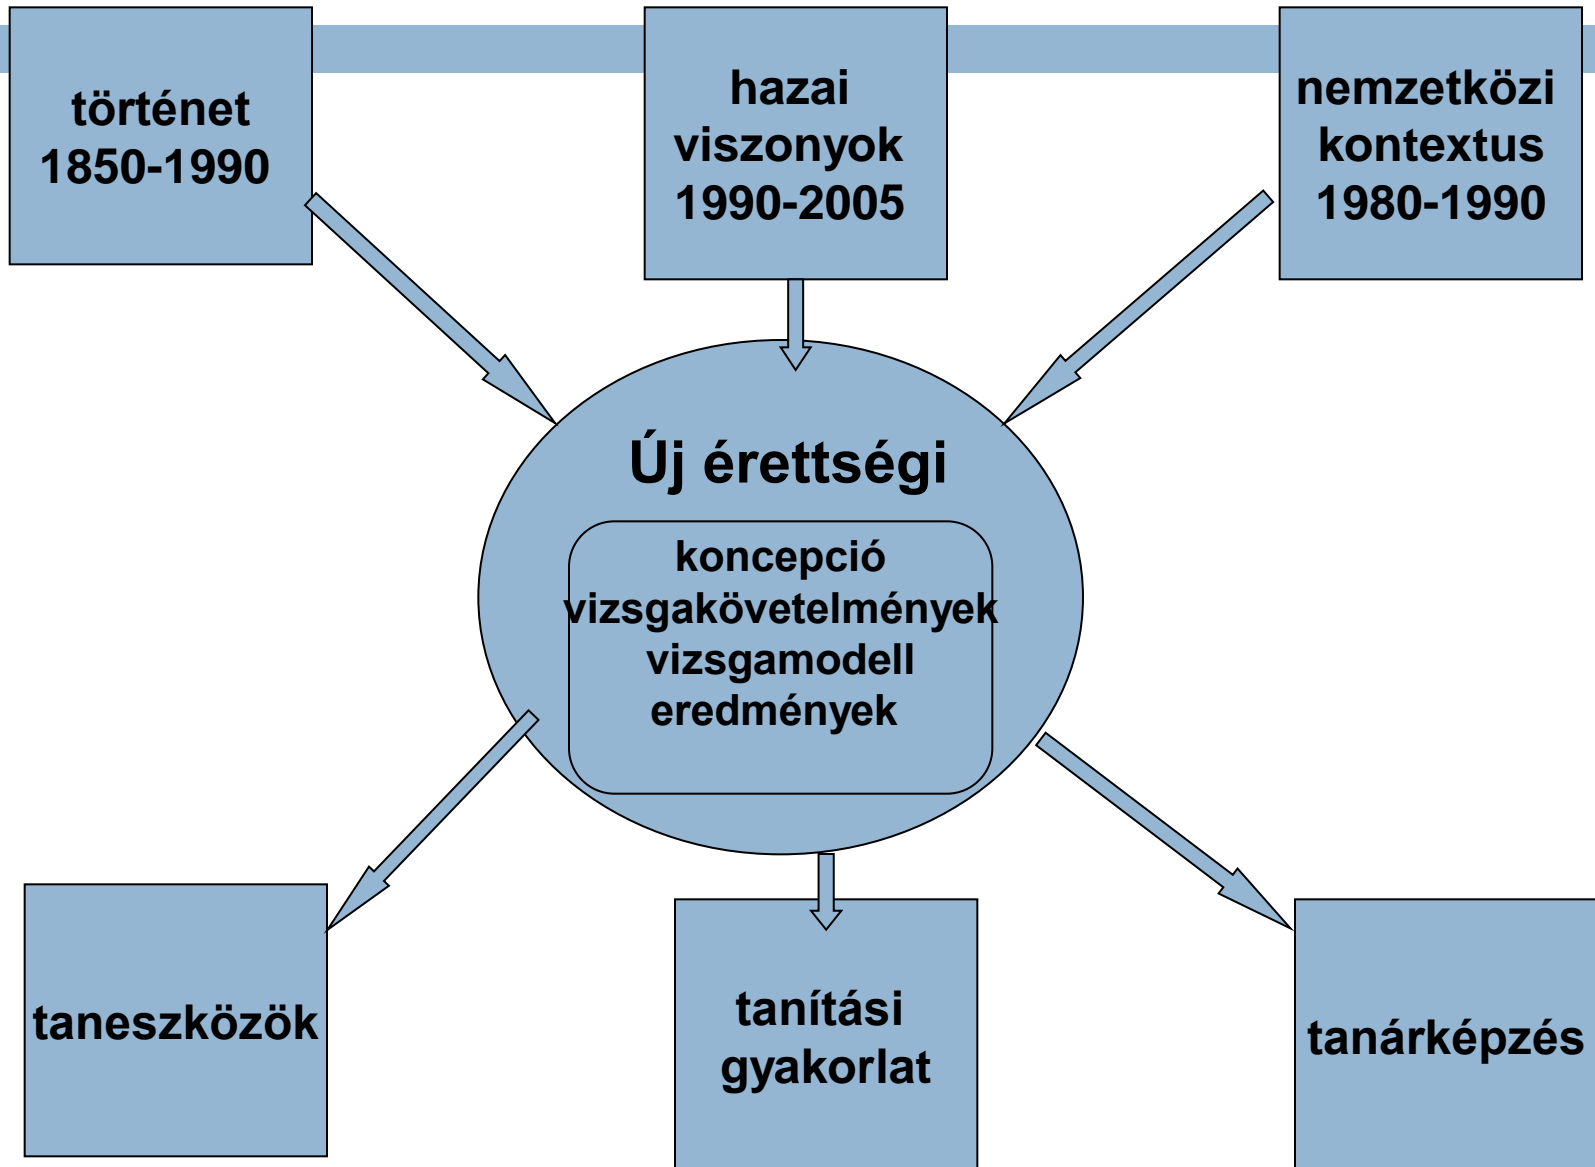 történet
1850-1990
hazai
viszonyok
1990-2005
nemzetközi
kontextus
1980-1990
Új érettségi
koncepció
vizsgakövetelmények
vizsgamodell
eredmények
taneszközök
tanítási
gyakorlat
tanárképzés